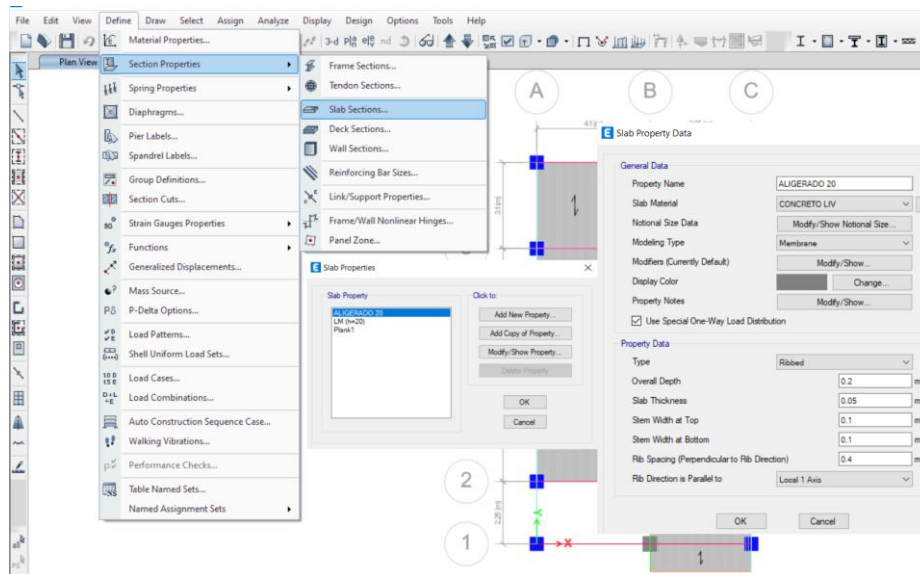 File Edit View Define Draw Select Assign Analyze Display Design Options Tools Help
3-d
nd
Plan View
Material Properties...
Section Properties
Spring Properties
Diaphragms...
Pier Labels...
Spandrel Labels...
Group Definitions...
Section Cuts...
Strain Gauges Properties
Functions
Generalized Displacements...
Mass Source...
P-Delta Options...
Load Patterns...
Shell Uniform Load Sets...
Load Cases...
Load Combinations...
Auto Construction Sequence Case...
Walking Vibrations...
Performance Checks...
Table Named Sets...
Named Assignment Sets
Frame Sections...
Tendon Sections...
Slab Sections...
Deck Sections...
Wall Sections...
Reinforcing Bar Sizes...
Link/Support Properties...
Frame/Wall Nonlinear Hinges...
Panel Zone...
A B C
2
1
X
Y
Slab Properties
Slab Property
ALIGERADO 20
LM (h=20)
Plank1
Click to:
Add New Property...
Add Copy of Property...
Modify/Show Property...
Delete Property
OK
Cancel
Slab Property Data
General Data
Property Name ALIGERADO 20
Slab Material CONCRETO LIV
Notional Size Data Modify/Show Notional Size...
Modeling Type Membrane
Modifiers (Currently Default) Modify/Show...
Display Color Change...
Property Notes Modify/Show...
Use Special One-Way Load Distribution
Property Data
Type Ribbed
Overall Depth 0.2 m
Slab Thickness 0.05 m
Stem Width at Top 0.1 m
Stem Width at Bottom 0.1 m
Rib Spacing (Perpendicular to Rib Direction) 0.4 m
Rib Direction is Parallel to Local 1 Axis
OK Cancel